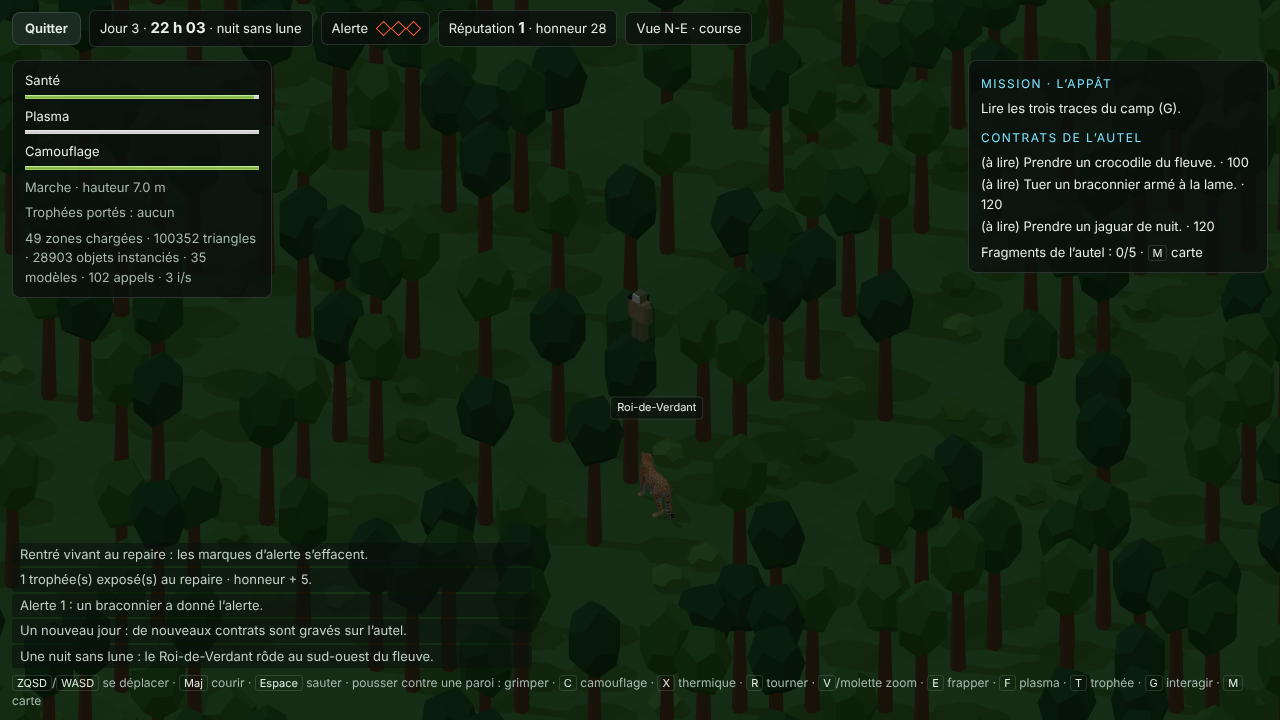 Quitter
Jour 3 · 22 h 03 · nuit sans lune
Alerte
Réputation 1 · honneur 28
Vue N-E · course
Santé
Plasma
Camouflage
Marche · hauteur 7.0 m
Trophées portés : aucun
49 zones chargées · 100352 triangles
· 28903 objets instanciés · 35
modèles · 102 appels · 3 i/s
MISSION · L’APPÂT
Lire les trois traces du camp (G).
CONTRATS DE L’AUTEL
(à lire) Prendre un crocodile du fleuve. · 100
(à lire) Tuer un braconnier armé à la lame. ·
120
(à lire) Prendre un jaguar de nuit. · 120
Fragments de l’autel : 0/5 · M carte
Roi-de-Verdant
Rentré vivant au repaire : les marques d’alerte s’effacent.
1 trophée(s) exposé(s) au repaire · honneur + 5.
Alerte 1 : un braconnier a donné l’alerte.
Un nouveau jour : de nouveaux contrats sont gravés sur l’autel.
Une nuit sans lune : le Roi-de-Verdant rôde au sud-ouest du fleuve.
ZQSD / WASD se déplacer · Maj courir · Espace sauter · pousser contre une paroi : grimper · C camouflage · X thermique · R tourner · V /molette zoom · E frapper · F plasma · T trophée · G interagir · M
carte